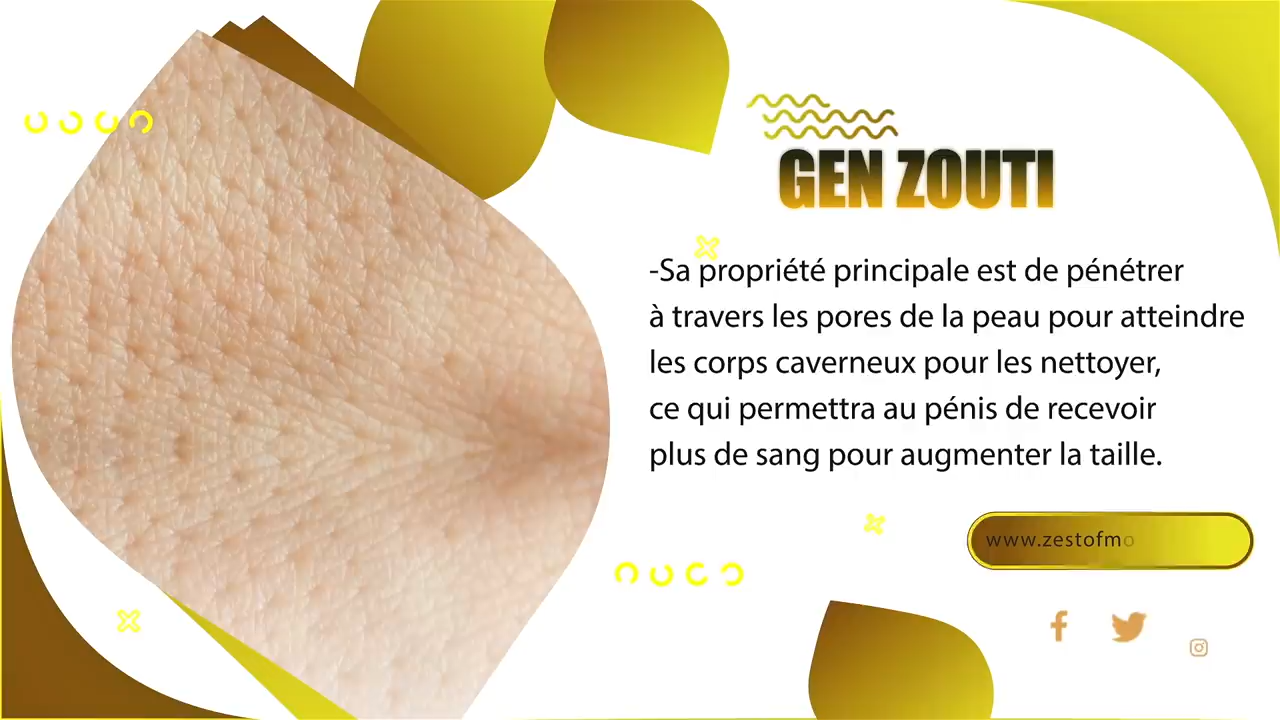 GEN ZOUTI
-Sa propriété principale est de pénétrer
à travers les pores de la peau pour atteindre
les corps caverneux pour les nettoyer,
ce qui permettra au pénis de recevoir
plus de sang pour augmenter la taille.
www.zestofmo